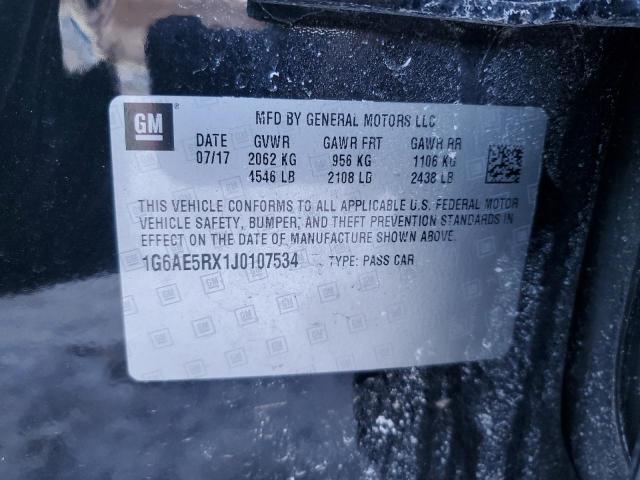 GM ®
MFD BY GENERAL MOTORS LLC
DATE GVWR GAWR FRT GAWR RR
07/17 2062 KG 956 KG 1106 KG
4546 LB 2108 LB 2438 LB
THIS VEHICLE CONFORMS TO ALL APPLICABLE U.S. FEDERAL MOTOR
VEHICLE SAFETY, BUMPER, AND THEFT PREVENTION STANDARDS IN
EFFECT ON THE DATE OF MANUFACTURE SHOWN ABOVE.
1G6AE5RX1J0107534 TYPE: PASS CAR